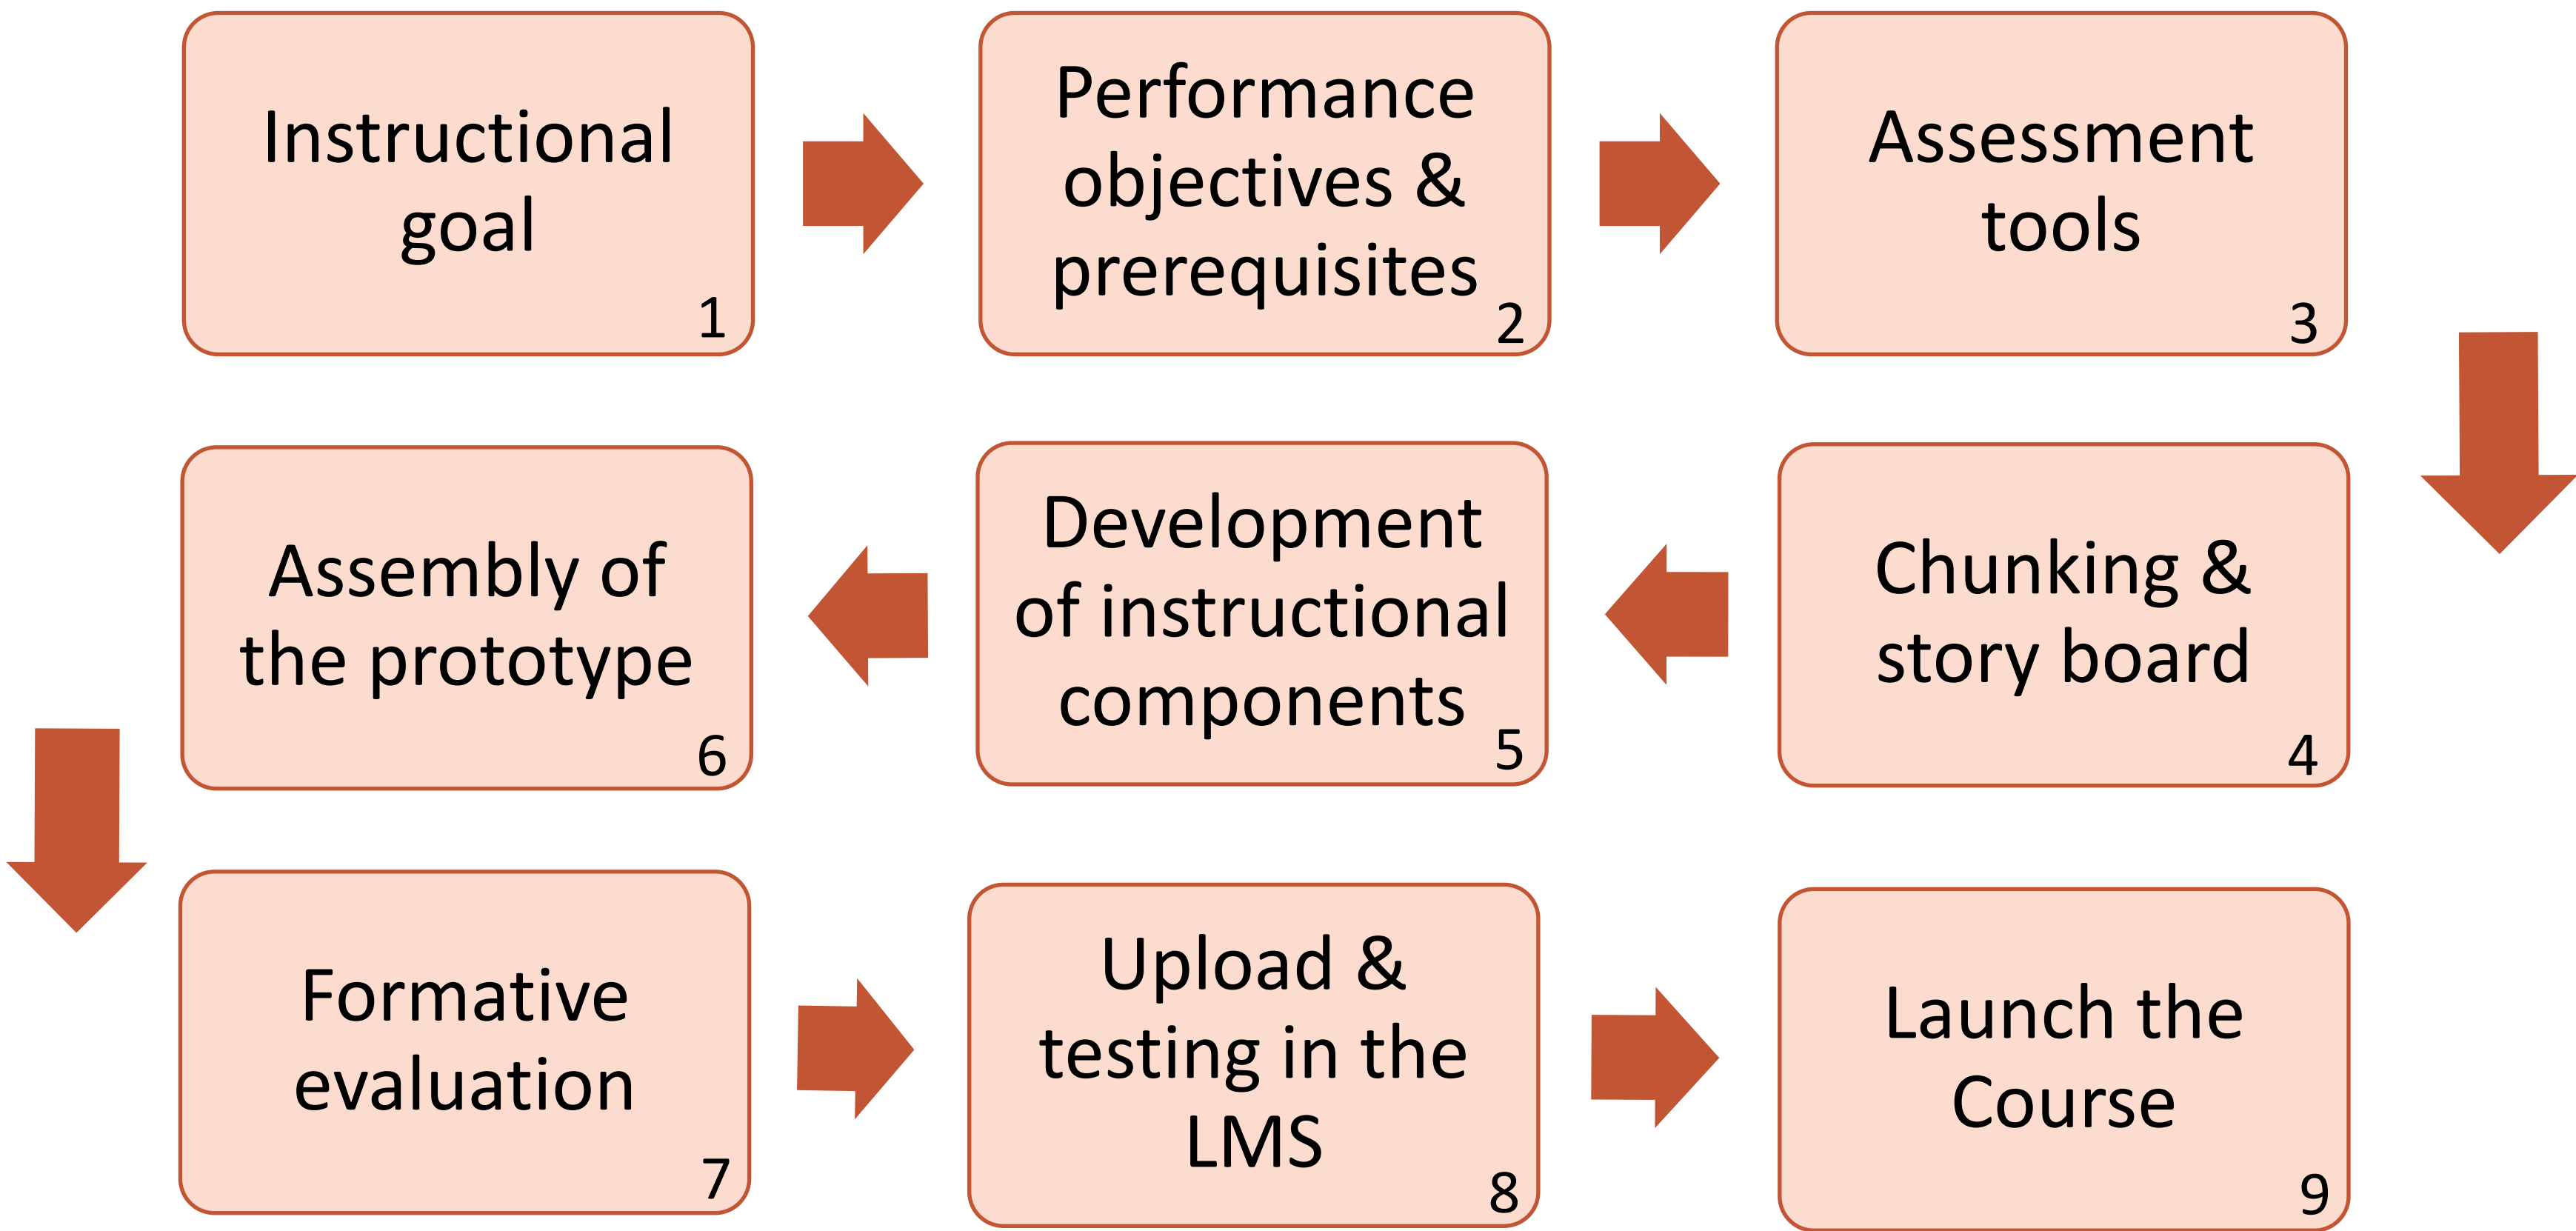 Instructional
goal
1
Performance
objectives &
prerequisites
2
Assessment
tools
3
Chunking &
story board
4
Development
of instructional
components
5
Assembly of
the prototype
6
Formative
evaluation
7
Upload &
testing in the
LMS
8
Launch the
Course
9